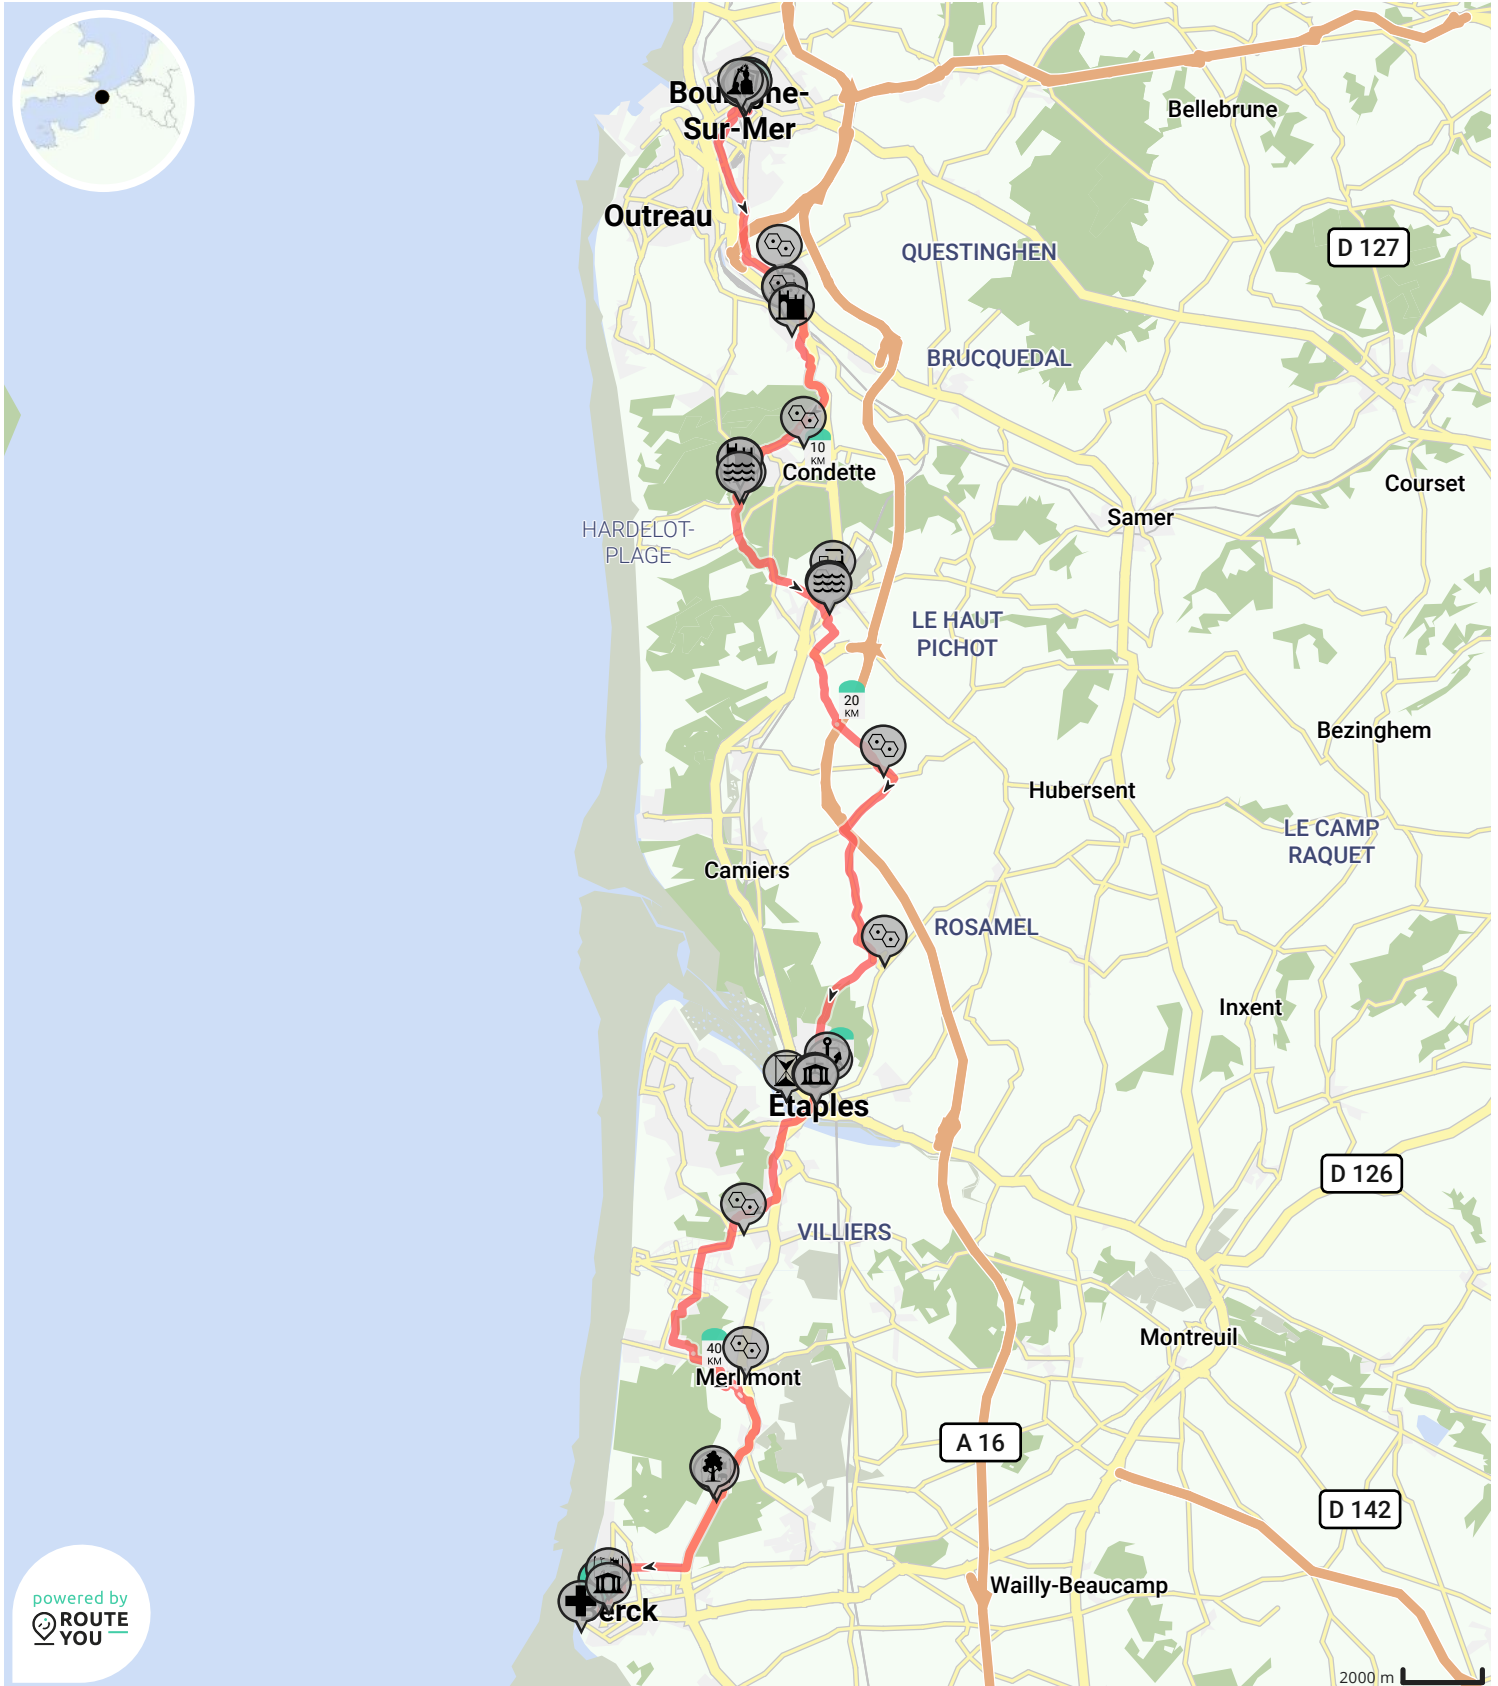 Bellebrune
Sur-Mer
Outreau
D 127
QUESTINGHEN
BRUCQUEDAL
10
KM
Condette
Courset
Samer
HARDELOT-
PLAGE
LE HAUT
PICHOT
20
KM
Bezinghem
Hubersent
LE CAMP
RAQUET
Camiers
ROSAMEL
Inxent
Étaples
D 126
VILLIERS
Montreuil
40
KM
Merlimont
A 16
D 142
Wailly-Beaucamp
erck
powered by
ROUTE
YOU
2000 m